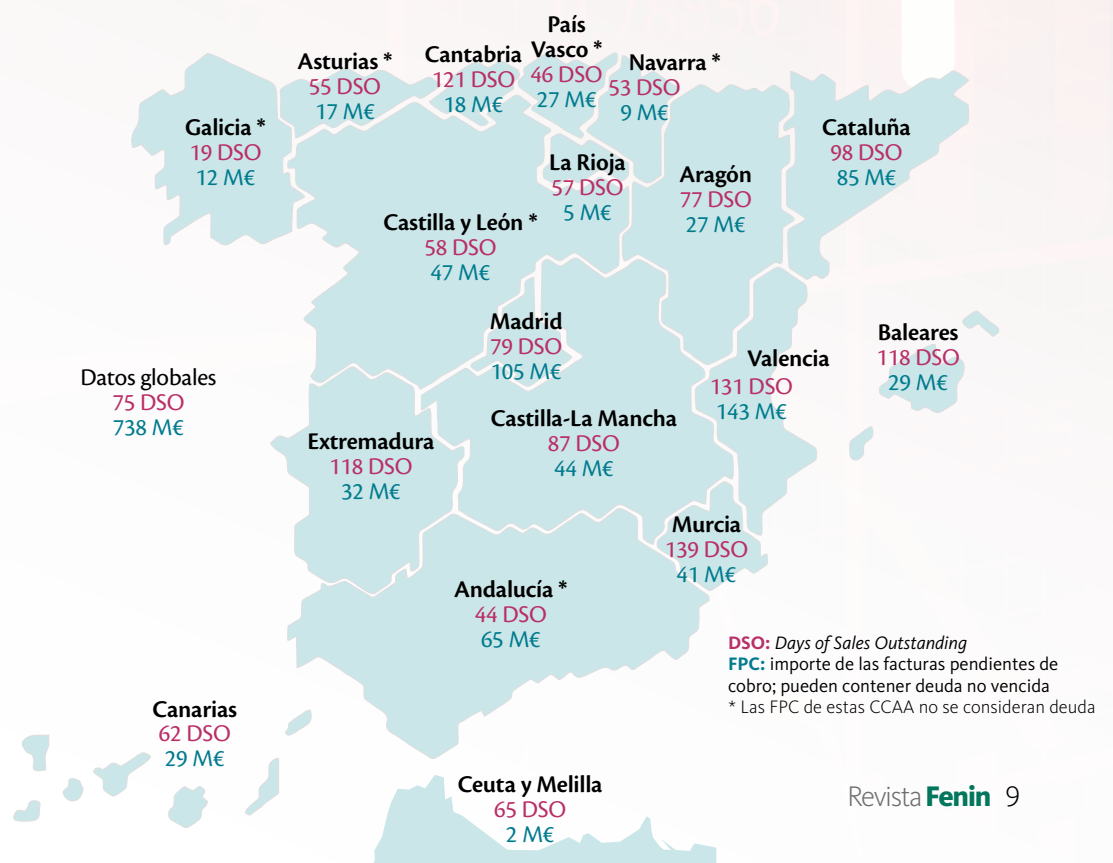 País
Vasco *
46 DSO
27 M€
Asturias *
55 DSO
17 M€
Cantabria
121 DSO
18 M€
Navarra *
53 DSO
9 M€
Galicia *
19 DSO
12 M€
Cataluña
98 DSO
85 M€
La Rioja
57 DSO
5 M€
Aragón
77 DSO
27 M€
Castilla y León *
58 DSO
47 M€
Madrid
79 DSO
105 M€
Baleares
118 DSO
29 M€
Valencia
131 DSO
143 M€
Datos globales
75 DSO
738 M€
Castilla-La Mancha
87 DSO
44 M€
Extremadura
118 DSO
32 M€
Murcia
139 DSO
41 M€
Andalucía *
44 DSO
65 M€
DSO: Days of Sales Outstanding
FPC: importe de las facturas pendientes de
cobro; pueden contener deuda no vencida
* Las FPC de estas CCAA no se consideran deuda
Canarias
62 DSO
29 M€
Ceuta y Melilla
65 DSO
2 M€
Revista Fenin 9